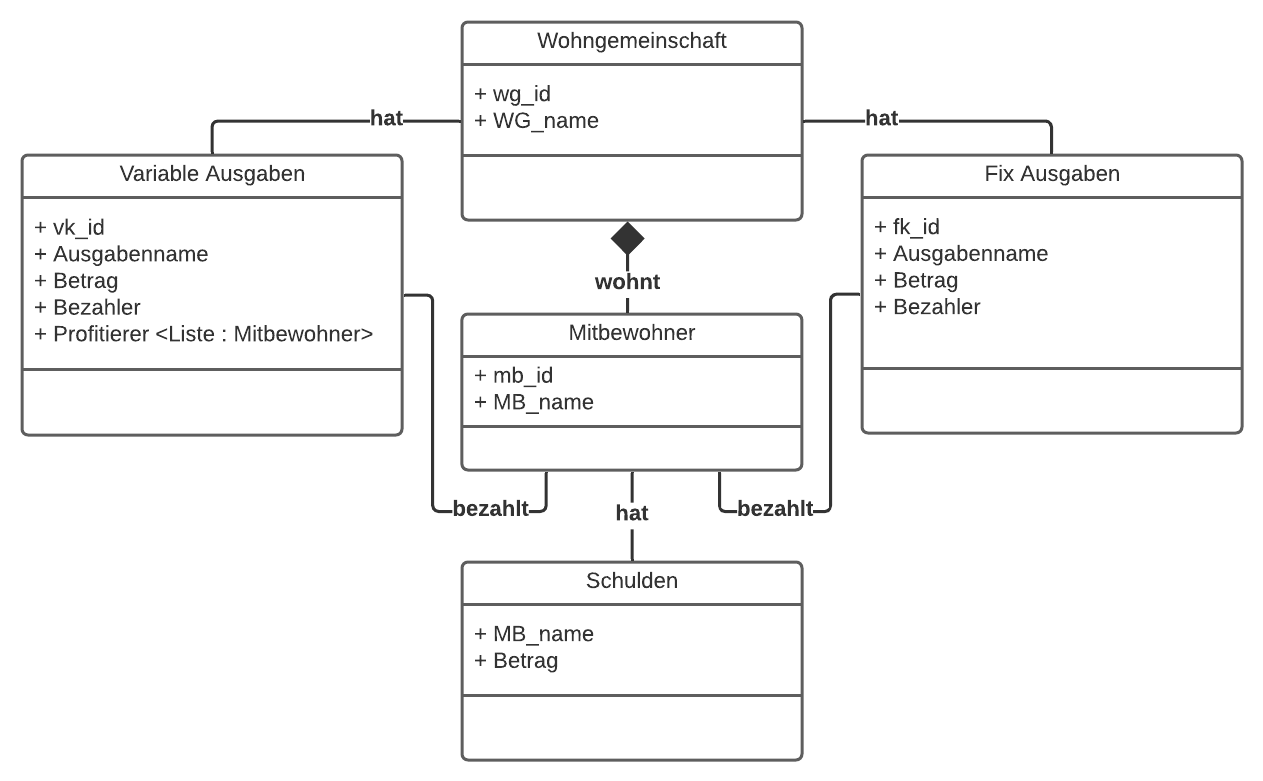 Wohngemeinschaft
+ wg_id
+ WG_name
hat
hat
Variable Ausgaben
+ vk_id
+ Ausgabenname
+ Betrag
+ Bezahler
+ Profitierer <Liste : Mitbewohner>
Fix Ausgaben
+ fk_id
+ Ausgabenname
+ Betrag
+ Bezahler
wohnt
Mitbewohner
+ mb_id
+ MB_name
bezahlt
hat
bezahlt
Schulden
+ MB_name
+ Betrag